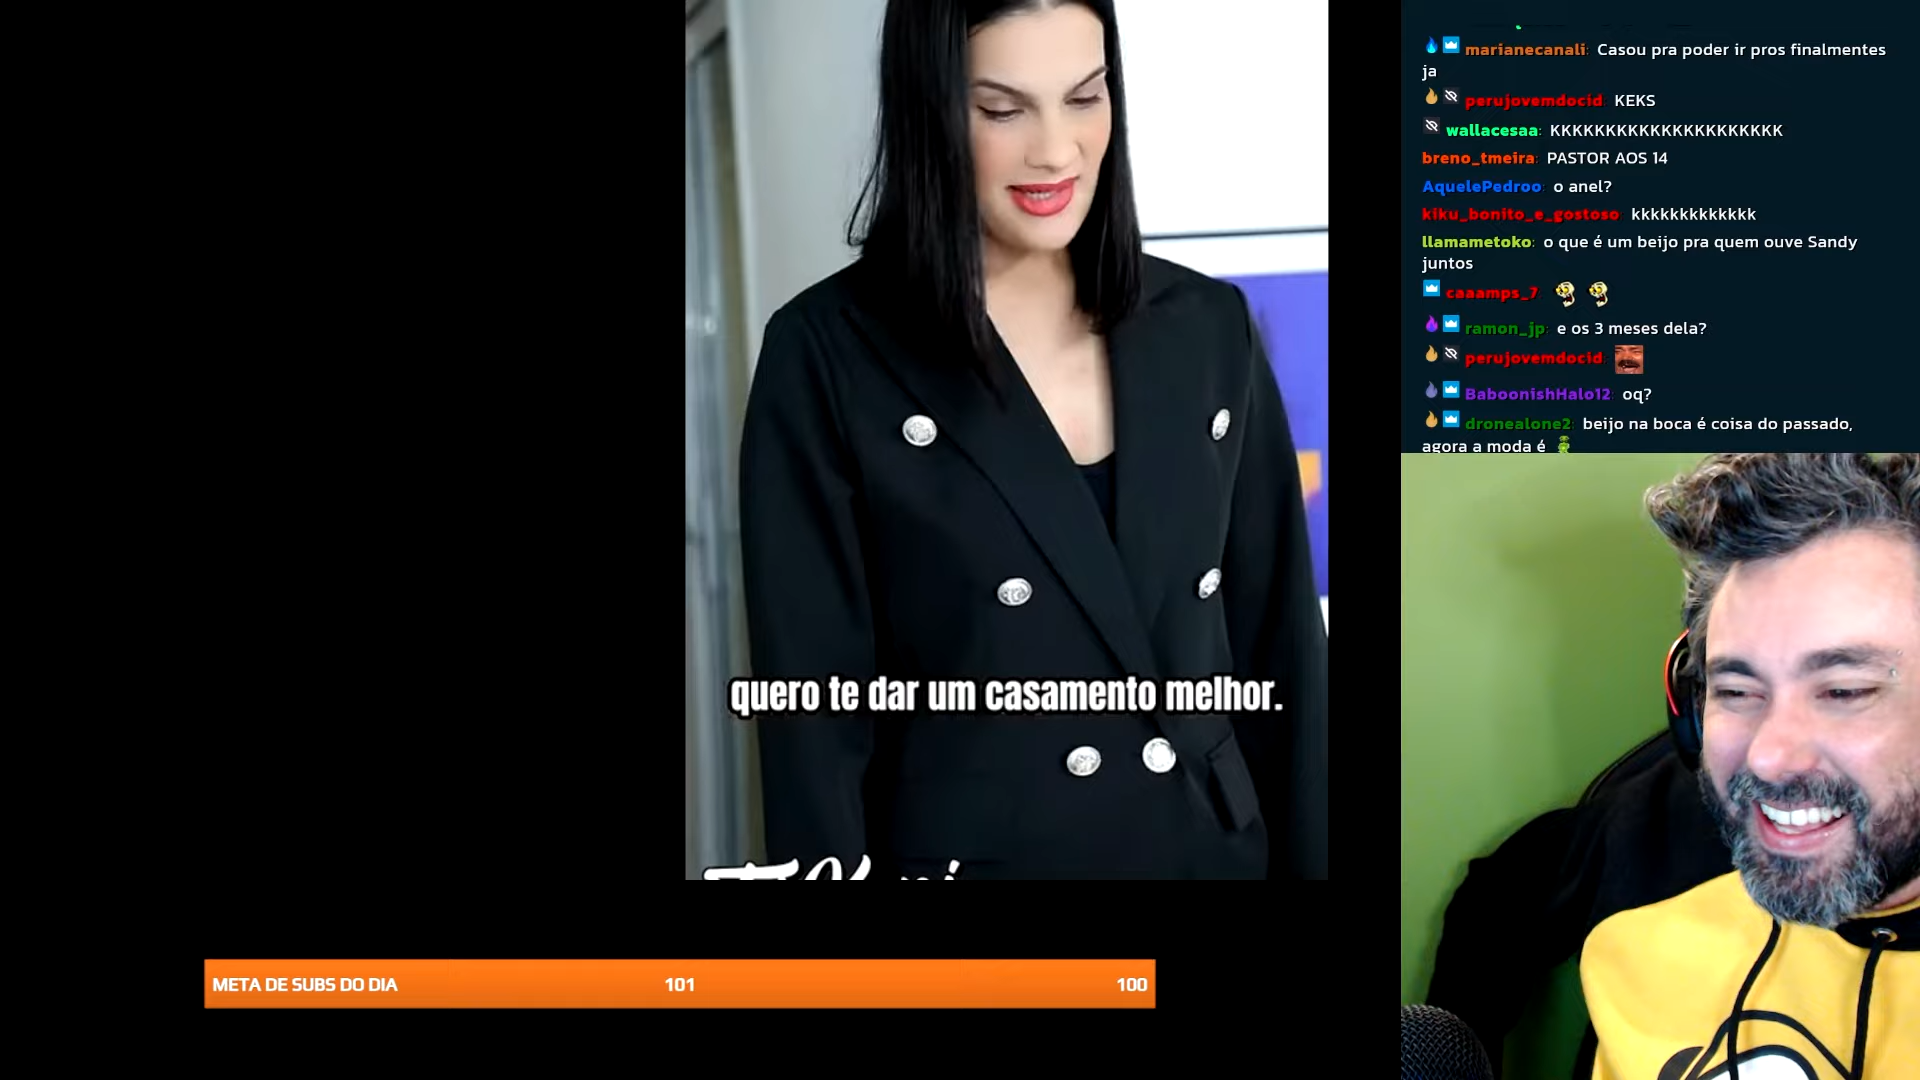 marianecanali: Casou pra poder ir pros finalmentes
ja
perujovemdocid: KEKS
wallacesaa: KKKKKKKKKKKKKKKKKKKKK
breno_tmeira: PASTOR AOS 14
AquelePedroo: o anel?
kiku_bonito_e_gostoso: kkkkkkkkkkkkk
llamametoko: o que é um beijo pra quem ouve Sandy
juntos
caaamps_7:
ramon_jp: e os 3 meses dela?
perujovemdocid:
BaboonishHalo12: oq?
dronealone2: beijo na boca é coisa do passado,
agora a moda é
quero te dar um casamento melhor.
META DE SUBS DO DIA 101 100